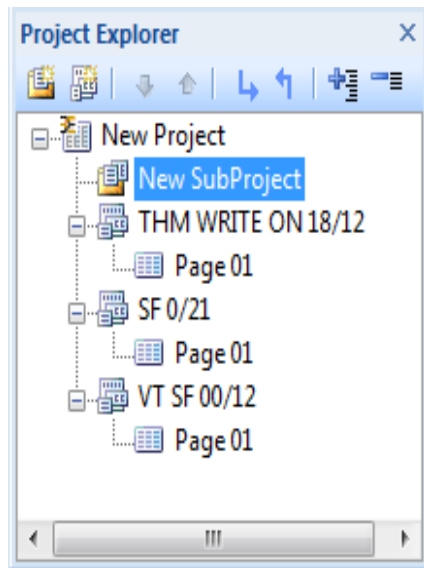 Project Explorer
New Project
New SubProject
THM WRITE ON 18/12
Page 01
SF 0/21
Page 01
VT SF 00/12
Page 01